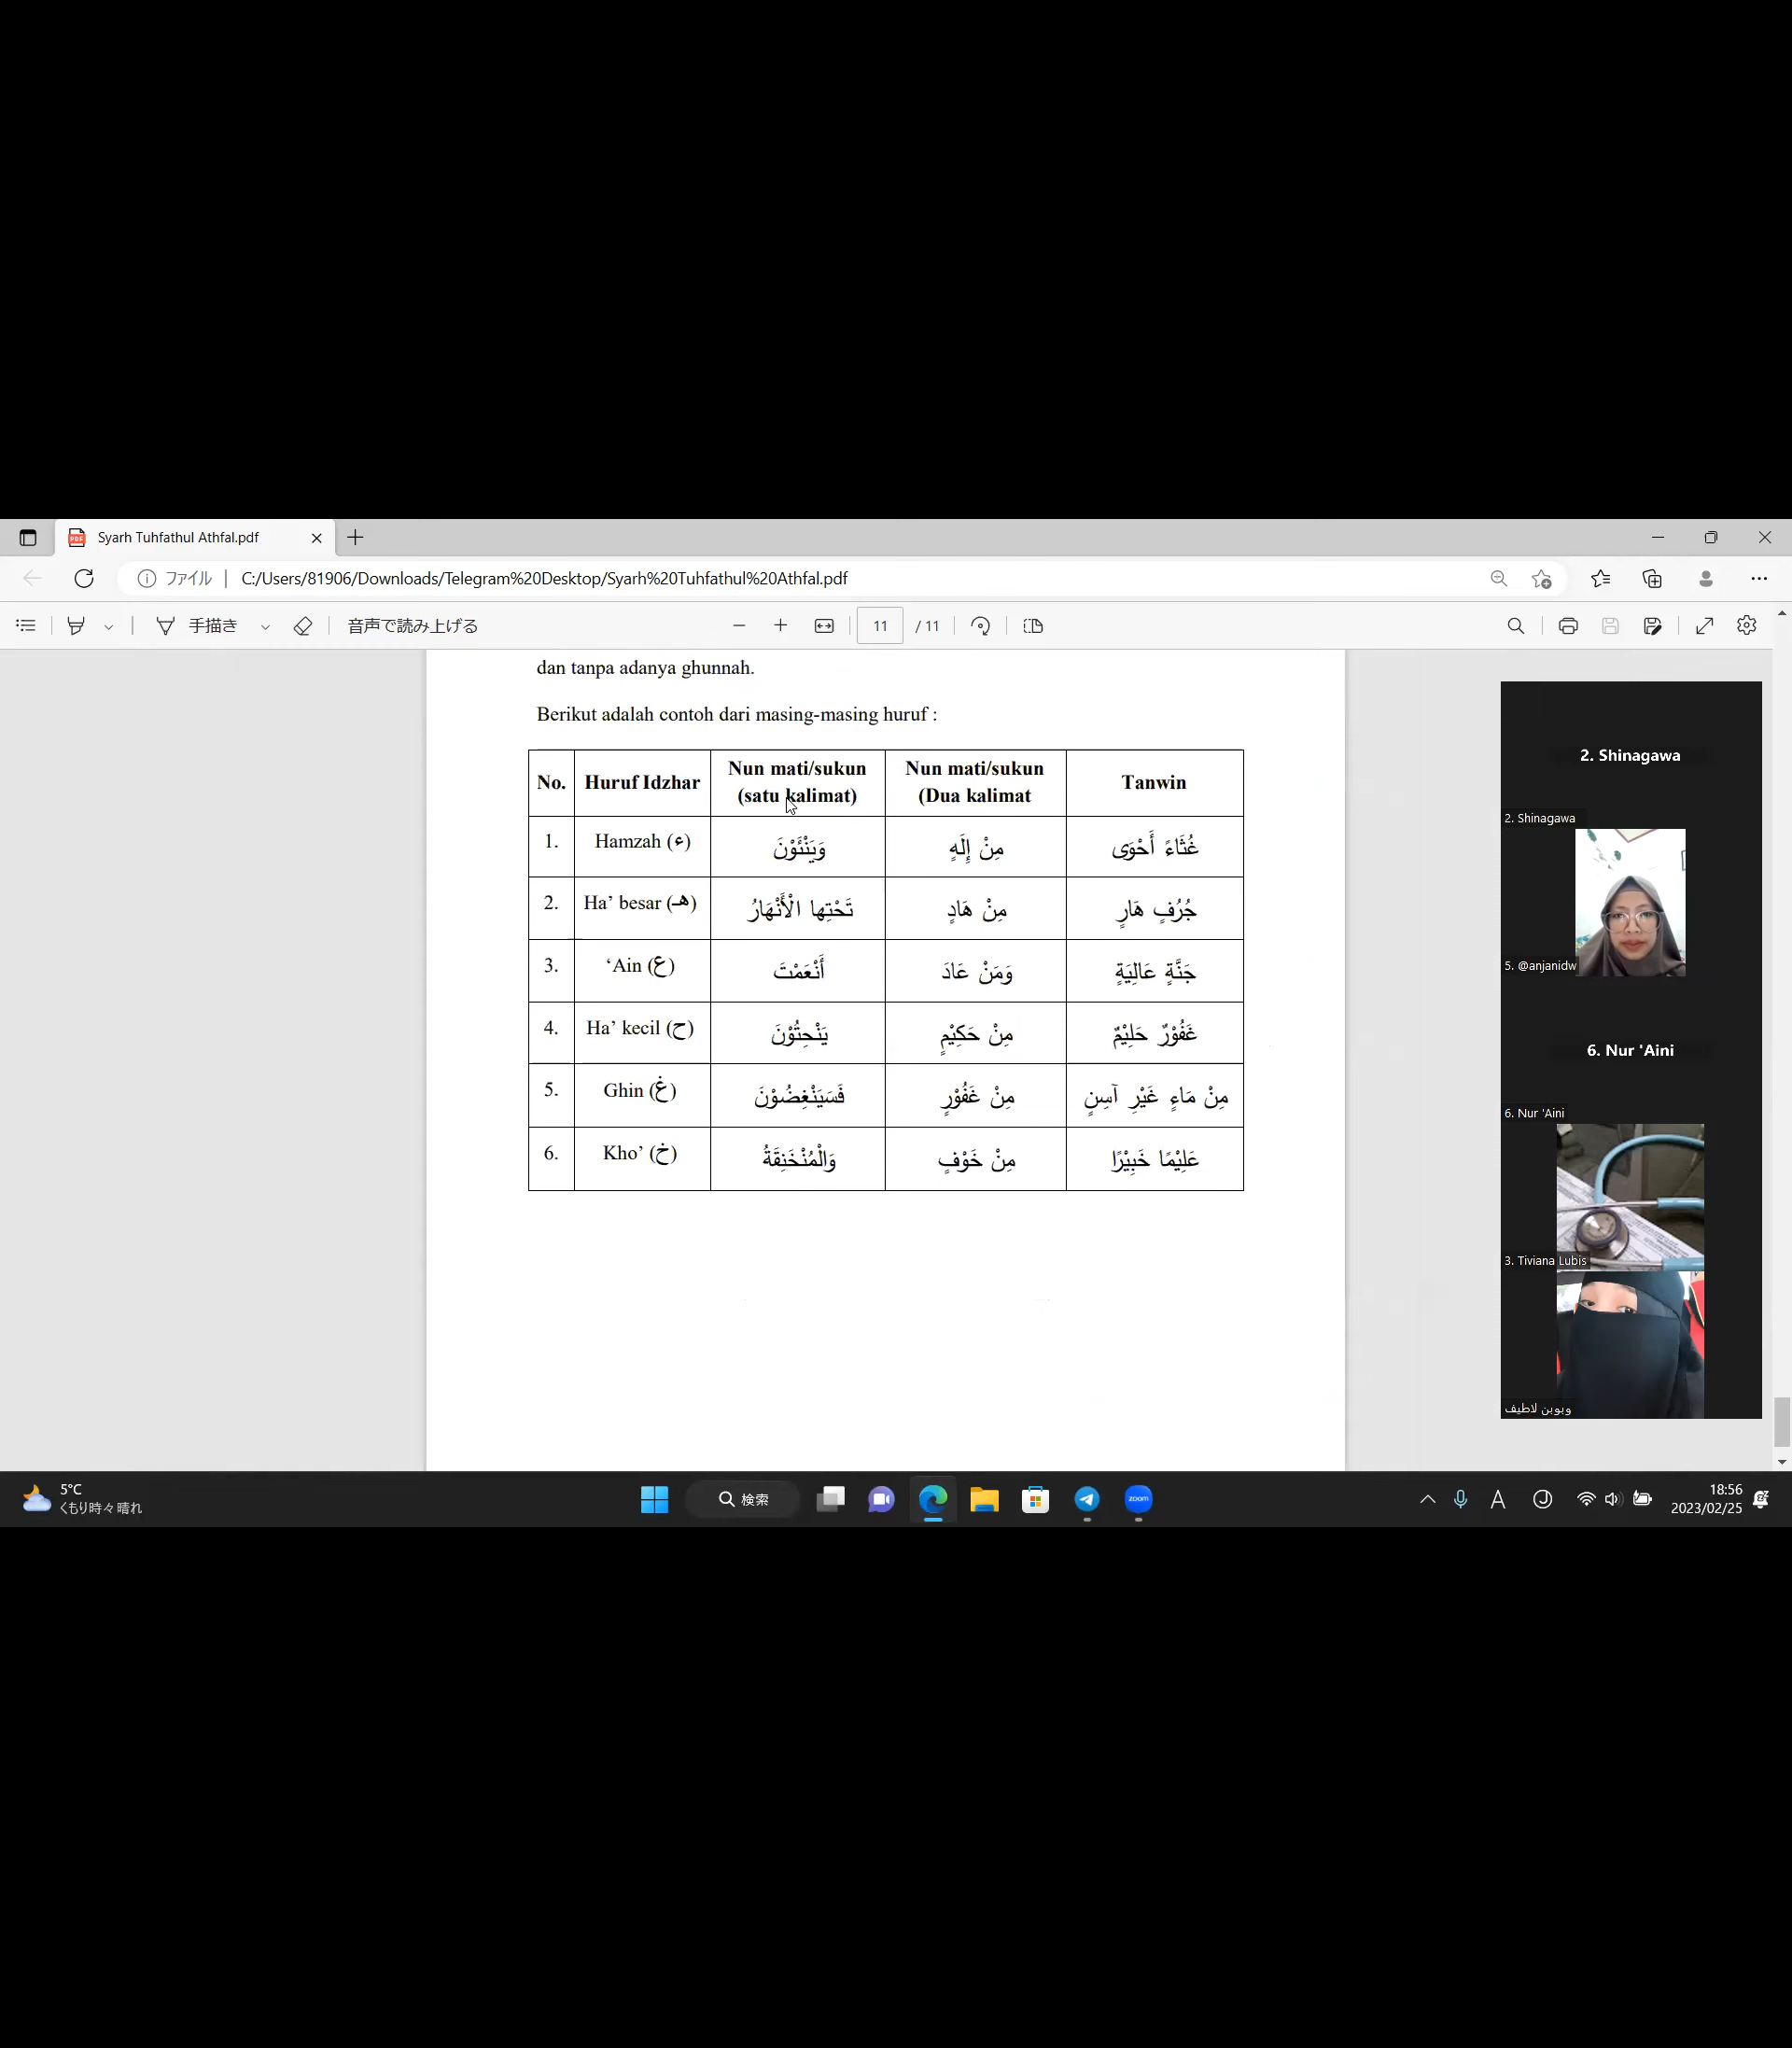 Syarh Tuhfathul Athfal.pdf
ファイル | C:/Users/81906/Downloads/Telegram%20Desktop/Syarh%20Tuhfathul%20Athfal.pdf
手描き 音声で読み上げる 11 / 11
dan tanpa adanya ghunnah.
Berikut adalah contoh dari masing-masing huruf :
No. Huruf Idzhar Nun mati/sukun (satu kalimat) Nun mati/sukun (Dua kalimat Tanwin
1. Hamzah (ء) وَيَنْئَوْنَ مِنْ إِلَهٍ غُثَاءً أَحْوَى
2. Ha’ besar (هـ) تَحْتِها الْأَنْهَارُ مِنْ هَادٍ جُرُفٍ هَارٍ
3. ‘Ain (ع) أَنْعَمْتَ وَمَنْ عَادَ جَنَّةٍ عَالِيَةٍ
4. Ha’ kecil (ح) يَنْحِتُوْنَ مِنْ حَكِيْمٍ غَفُوْرٌ حَلِيْمٌ
5. Ghin (غ) فَسَيَنْغِضُوْنَ مِنْ غَفُوْرٍ مِنْ مَاءٍ غَيْرِ آسِنٍ
6. Kho’ (خ) وَالْمُنْخَنِقَةُ مِنْ خَوْفٍ عَلِيْمًا خَبِيْرًا
2. Shinagawa
2. Shinagawa
5. @anjanidw
6. Nur 'Aini
6. Nur 'Aini
3. Tiviana Lubis
وبوبن لاطيف
5°C
くもり時々晴れ
検索
zoom
A
18:56
2023/02/25